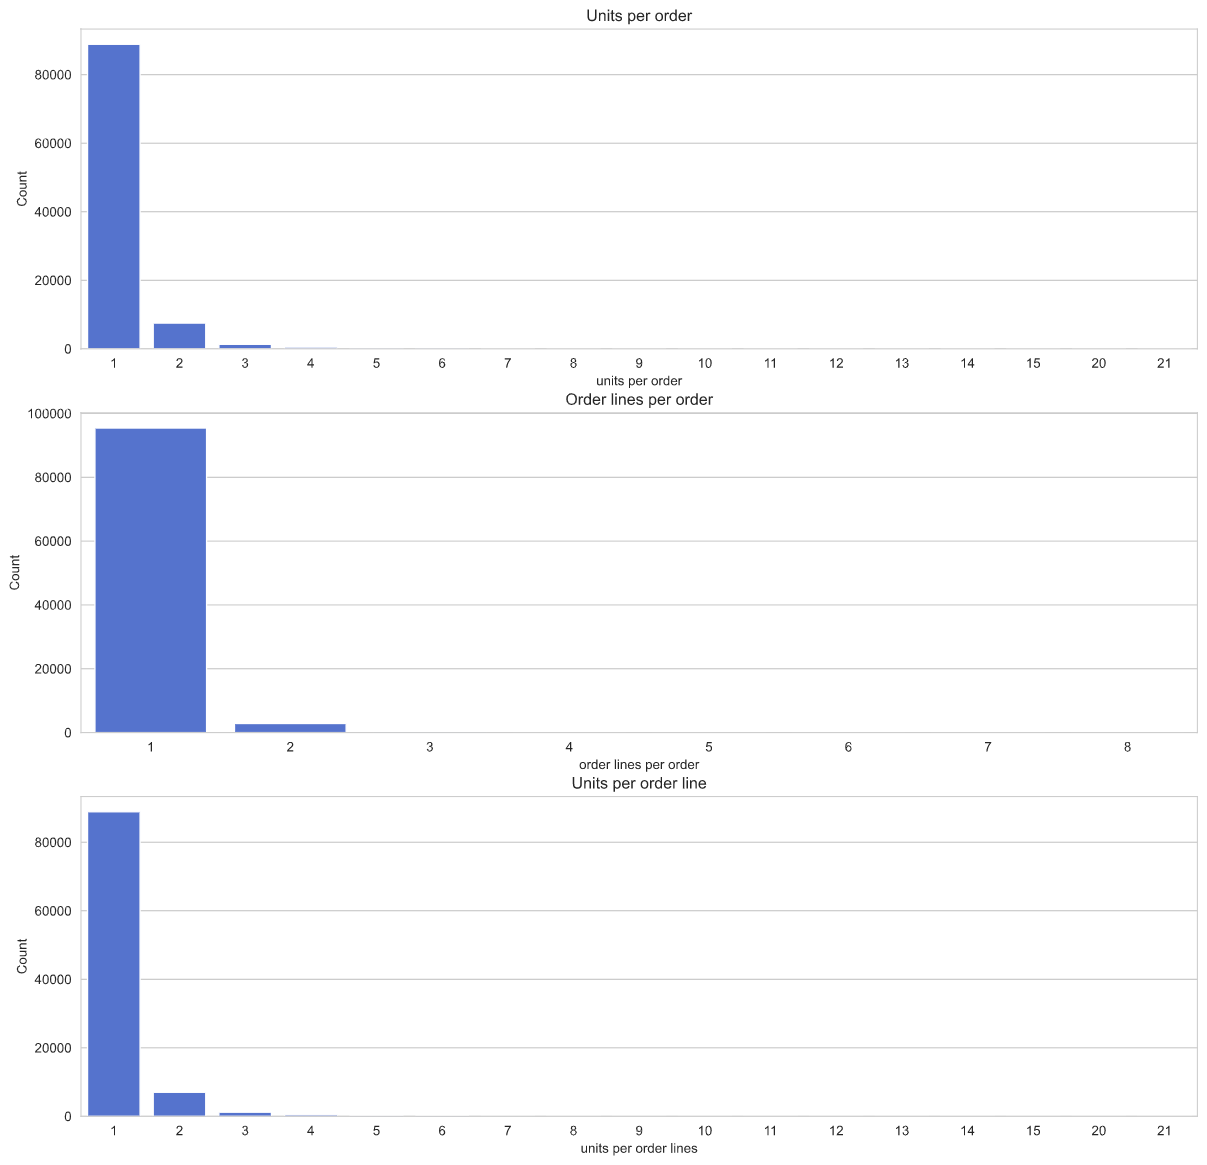 Units per order
80000
60000
40000
20000
0
Count
1 2 3 4 5 6 7 8 9 10 11 12 13 14 15 20 21
units per order
Order lines per order
100000
80000
60000
40000
20000
0
Count
1 2 3 4 5 6 7 8
order lines per order
Units per order line
80000
60000
40000
20000
0
Count
1 2 3 4 5 6 7 8 9 10 11 12 13 14 15 20 21
units per order lines